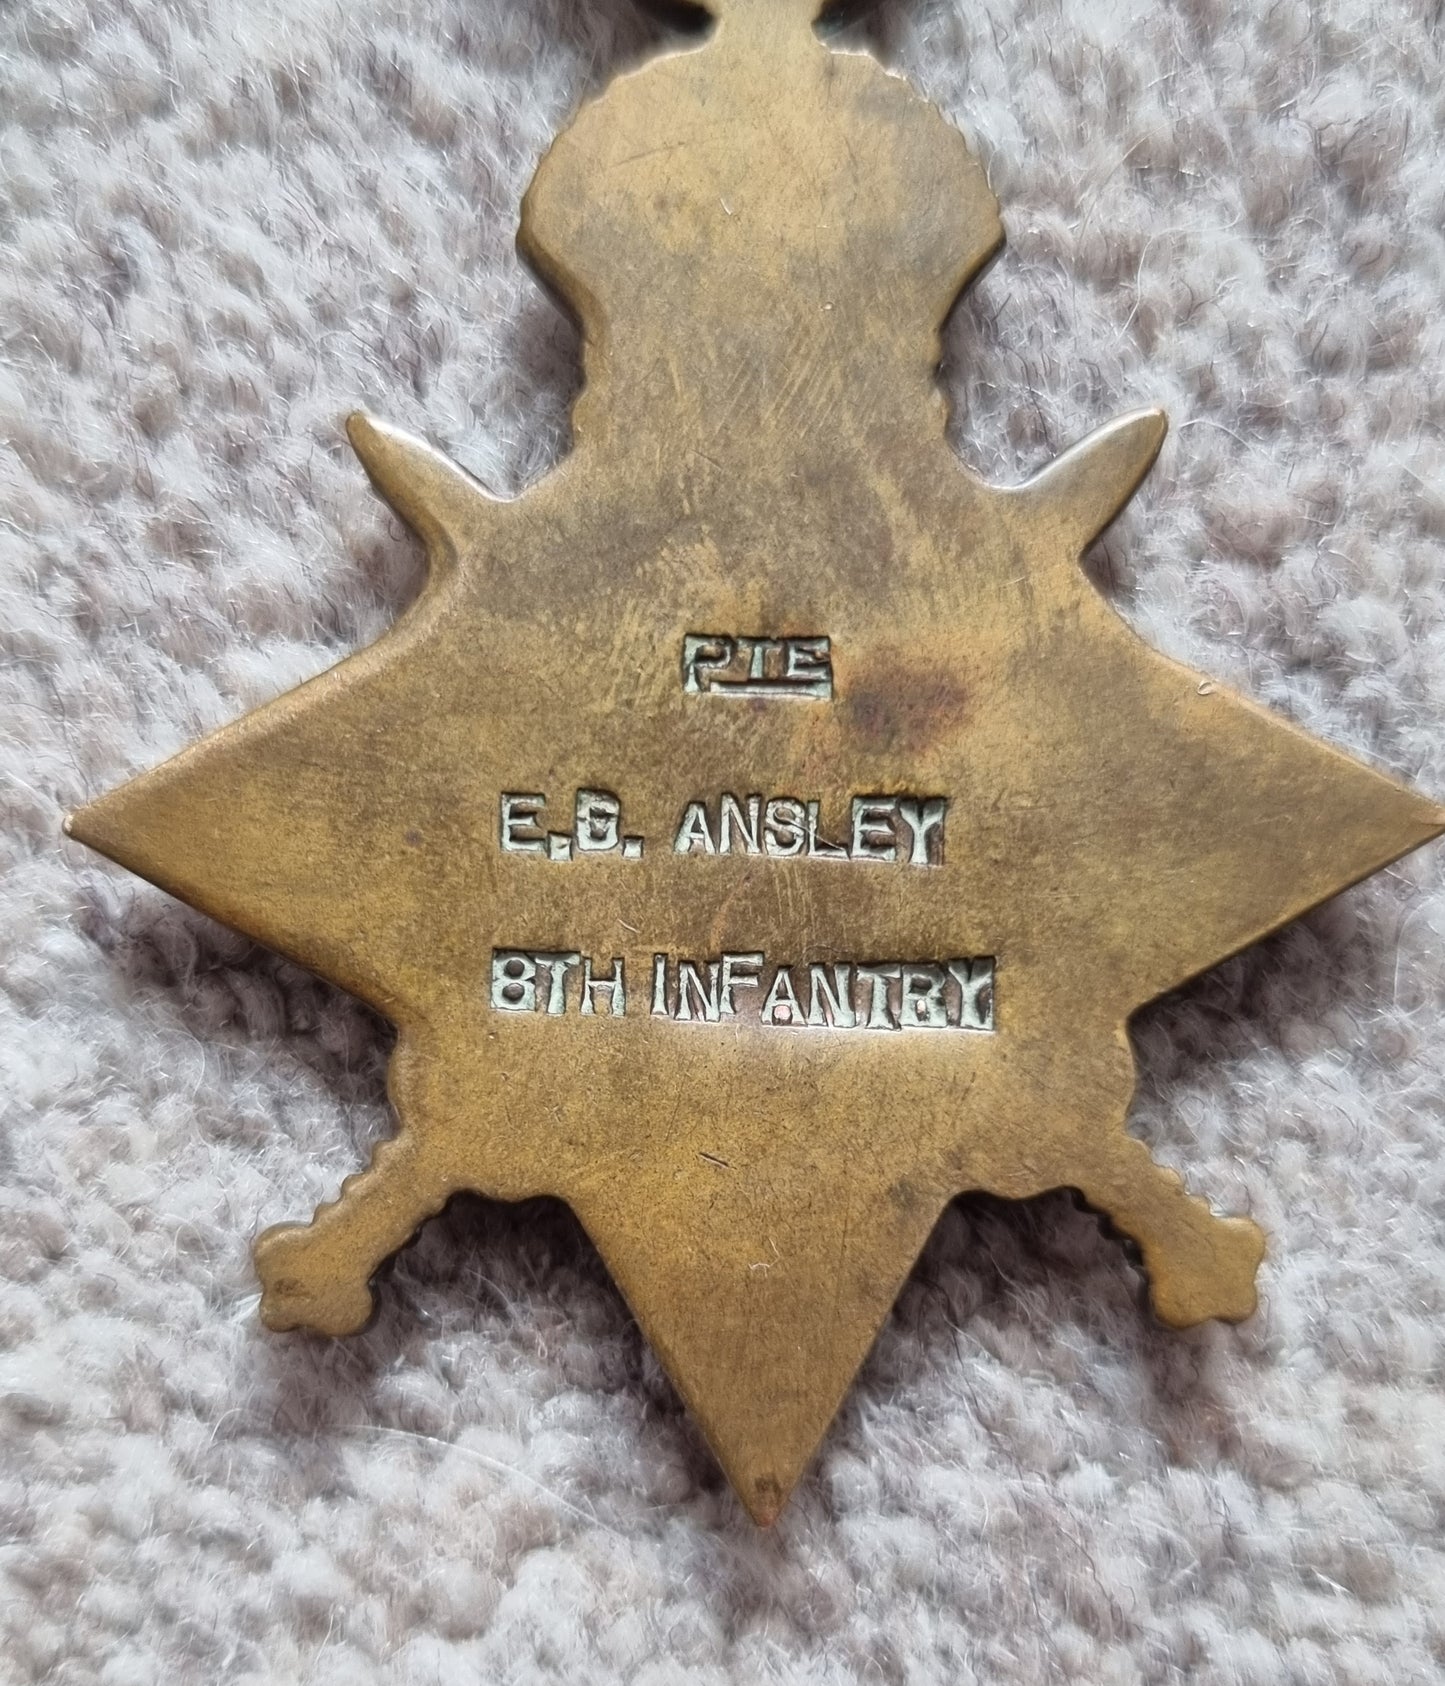 PTE
E.G. ANSLEY
8TH INFANTRY